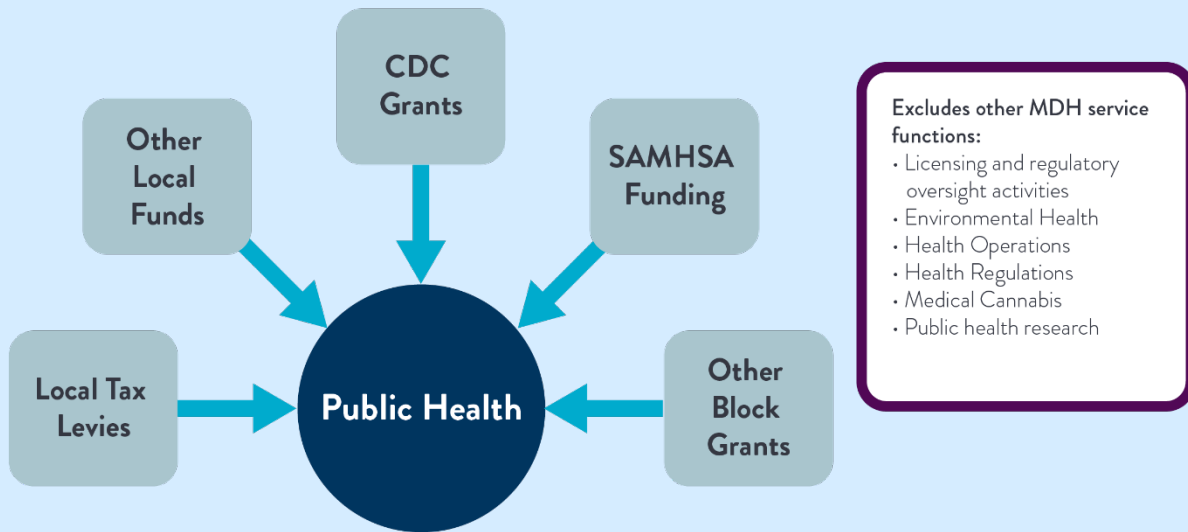 CDC
Grants
Other
Local
Funds
SAMHSA
Funding
Local Tax
Levies
Public Health
Other
Block
Grants
Excludes other MDH service
functions:
• Licensing and regulatory
oversight activities
• Environmental Health
• Health Operations
• Health Regulations
• Medical Cannabis
• Public health research